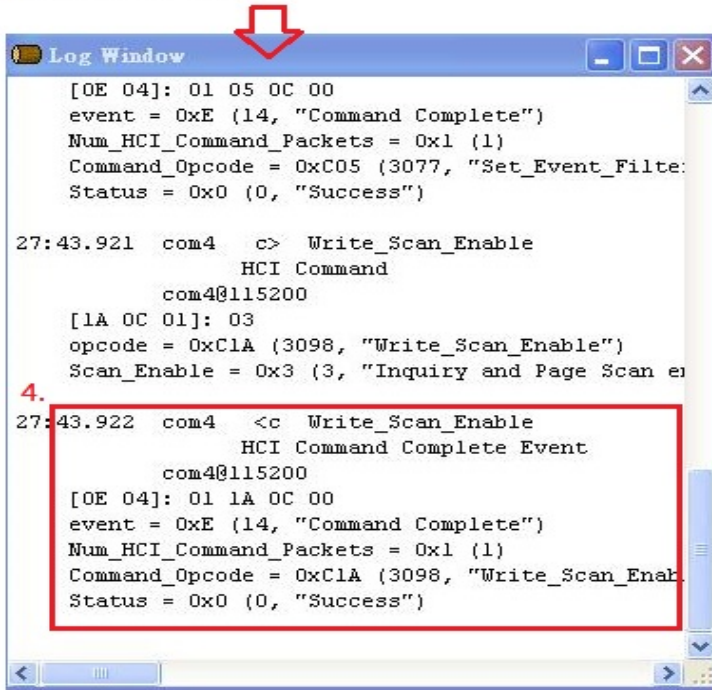 Log Window
[0E 04]: 01 05 0C 00
event = 0xE (14, "Command Complete")
Num_HCI_Command_Packets = 0x1 (1)
Command_Opcode = 0xC05 (3077, "Set_Event_Filte
Status = 0x0 (0, "Success")
27:43.921 com4 c> Write_Scan_Enable
HCI Command
com4@115200
[1A 0C 01]: 03
opcode = 0xC1A (3098, "Write_Scan_Enable")
Scan_Enable = 0x3 (3, "Inquiry and Page Scan en
4.
27:43.922 com4 <c Write_Scan_Enable
HCI Command Complete Event
com4@115200
[0E 04]: 01 1A 0C 00
event = 0xE (14, "Command Complete")
Num_HCI_Command_Packets = 0x1 (1)
Command_Opcode = 0xC1A (3098, "Write_Scan_Enab
Status = 0x0 (0, "Success")